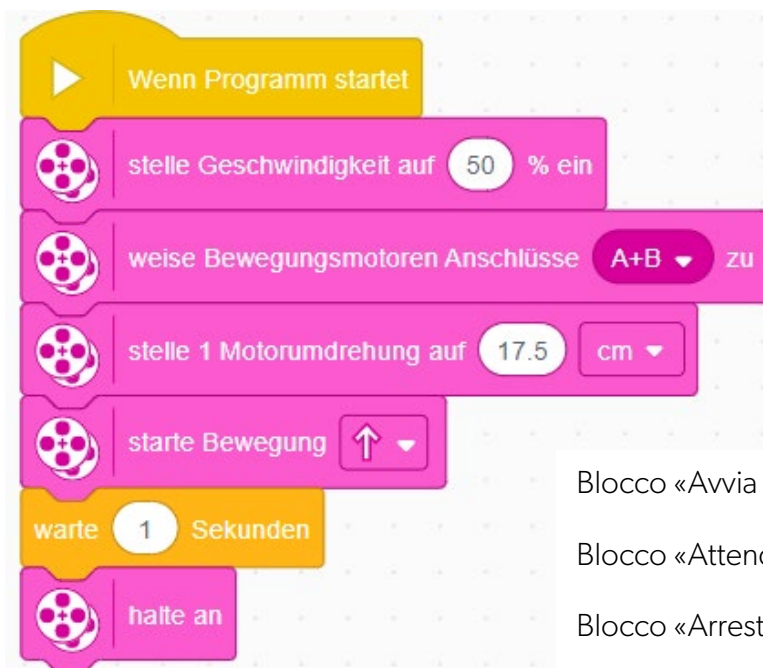 Wenn Programm startet
stelle Geschwindigkeit auf 50 % ein
weise Bewegungsmotoren Anschlüsse A+B zu
stelle 1 Motorumdrehung auf 17.5 cm
starte Bewegung
warte 1 Sekunden
halte an
Blocco «Avvia
Blocco «Atten
Blocco «Arrest